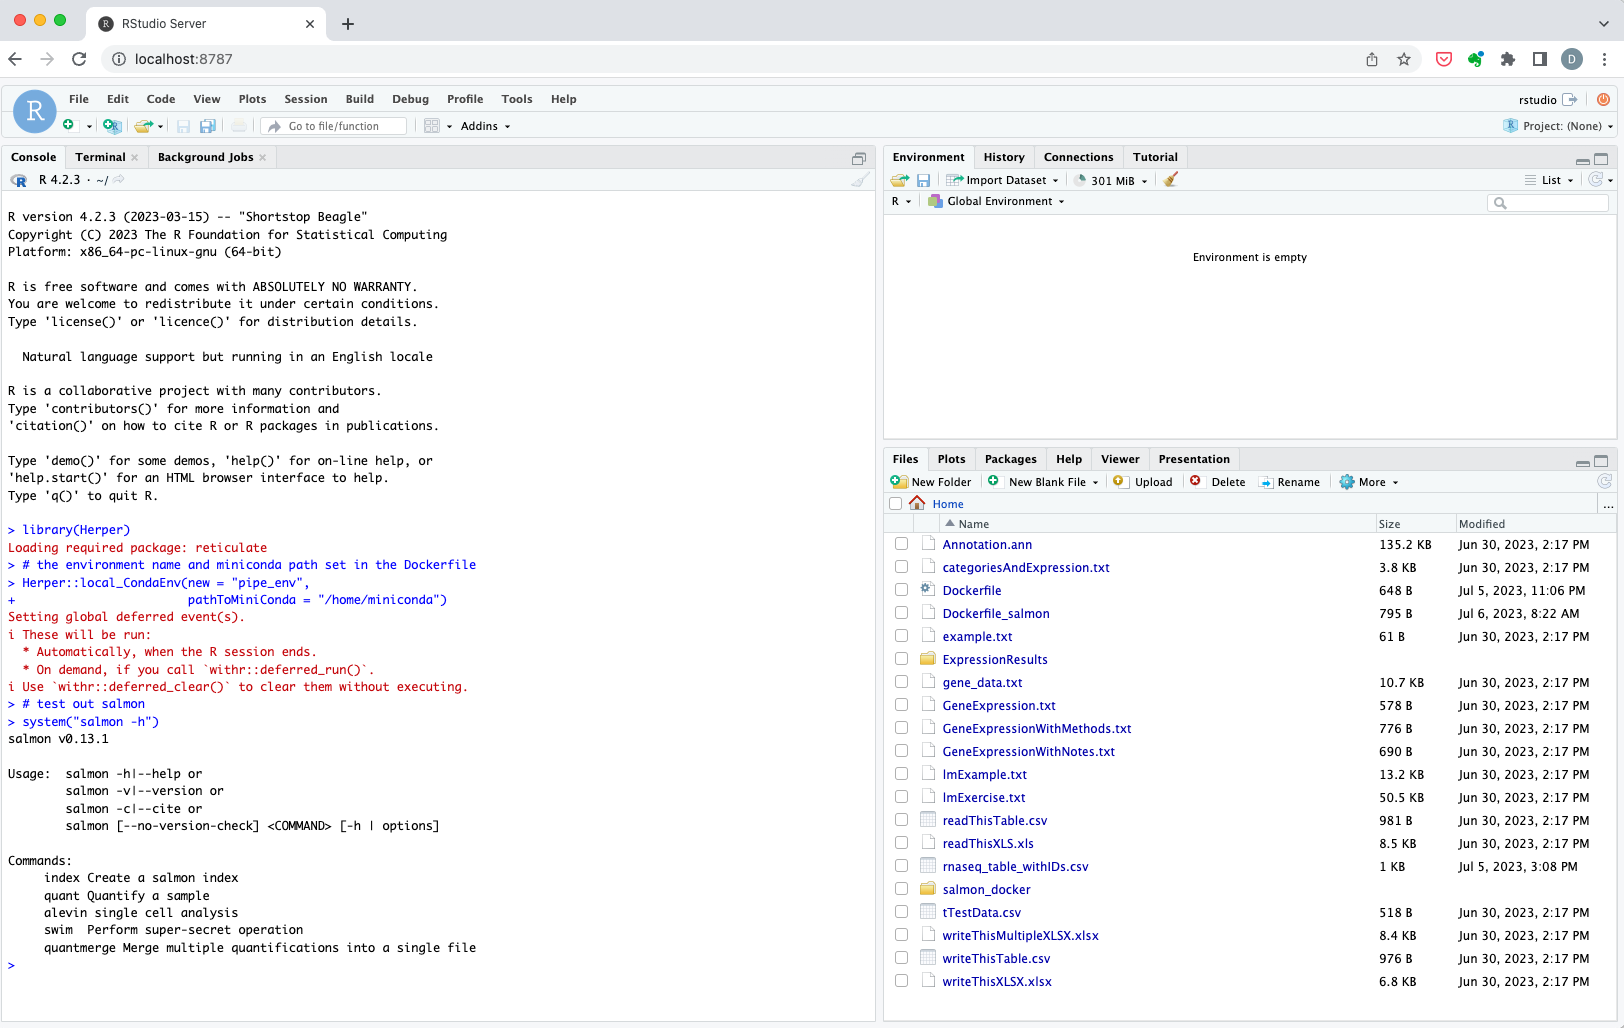 RStudio Server
localhost:8787
D
R
File Edit Code View Plots Session Build Debug Profile Tools Help
rstudio
Go to file/function
Addins
Project: (None)
Console Terminal Background Jobs
R 4.2.3 · ~/
R version 4.2.3 (2023-03-15) -- "Shortstop Beagle"
Copyright (C) 2023 The R Foundation for Statistical Computing
Platform: x86_64-pc-linux-gnu (64-bit)
R is free software and comes with ABSOLUTELY NO WARRANTY.
You are welcome to redistribute it under certain conditions.
Type 'license()' or 'licence()' for distribution details.
Natural language support but running in an English locale
R is a collaborative project with many contributors.
Type 'contributors()' for more information and
'citation()' on how to cite R or R packages in publications.
Type 'demo()' for some demos, 'help()' for on-line help, or
'help.start()' for an HTML browser interface to help.
Type 'q()' to quit R.
> library(Herper)
Loading required package: reticulate
> # the environment name and miniconda path set in the Dockerfile
> Herper::local_CondaEnv(new = "pipe_env",
+ pathToMiniConda = "/home/miniconda")
Setting global deferred event(s).
i These will be run:
* Automatically, when the R session ends.
* On demand, if you call `withr::deferred_run()`.
i Use `withr::deferred_clear()` to clear them without executing.
> # test out salmon
> system("salmon -h")
salmon v0.13.1
Usage: salmon -h|--help or
salmon -v|--version or
salmon -c|--cite or
salmon [--no-version-check] <COMMAND> [-h | options]
Commands:
index Create a salmon index
quant Quantify a sample
alevin single cell analysis
swim Perform super-secret operation
quantmerge Merge multiple quantifications into a single file
>
Environment History Connections Tutorial
Import Dataset 301 MiB List
R Global Environment
Environment is empty
Files Plots Packages Help Viewer Presentation
New Folder New Blank File Upload Delete Rename More
Home ...
Name Size Modified
Annotation.ann 135.2 KB Jun 30, 2023, 2:17 PM
categoriesAndExpression.txt 3.8 KB Jun 30, 2023, 2:17 PM
Dockerfile 648 B Jul 5, 2023, 11:06 PM
Dockerfile_salmon 795 B Jul 6, 2023, 8:22 AM
example.txt 61 B Jun 30, 2023, 2:17 PM
ExpressionResults
gene_data.txt 10.7 KB Jun 30, 2023, 2:17 PM
GeneExpression.txt 578 B Jun 30, 2023, 2:17 PM
GeneExpressionWithMethods.txt 776 B Jun 30, 2023, 2:17 PM
GeneExpressionWithNotes.txt 690 B Jun 30, 2023, 2:17 PM
lmExample.txt 13.2 KB Jun 30, 2023, 2:17 PM
lmExercise.txt 50.5 KB Jun 30, 2023, 2:17 PM
readThisTable.csv 981 B Jun 30, 2023, 2:17 PM
readThisXLS.xls 8.5 KB Jun 30, 2023, 2:17 PM
rnaseq_table_withIDs.csv 1 KB Jul 5, 2023, 3:08 PM
salmon_docker
tTestData.csv 518 B Jun 30, 2023, 2:17 PM
writeThisMultipleXLSX.xlsx 8.4 KB Jun 30, 2023, 2:17 PM
writeThisTable.csv 976 B Jun 30, 2023, 2:17 PM
writeThisXLSX.xlsx 6.8 KB Jun 30, 2023, 2:17 PM